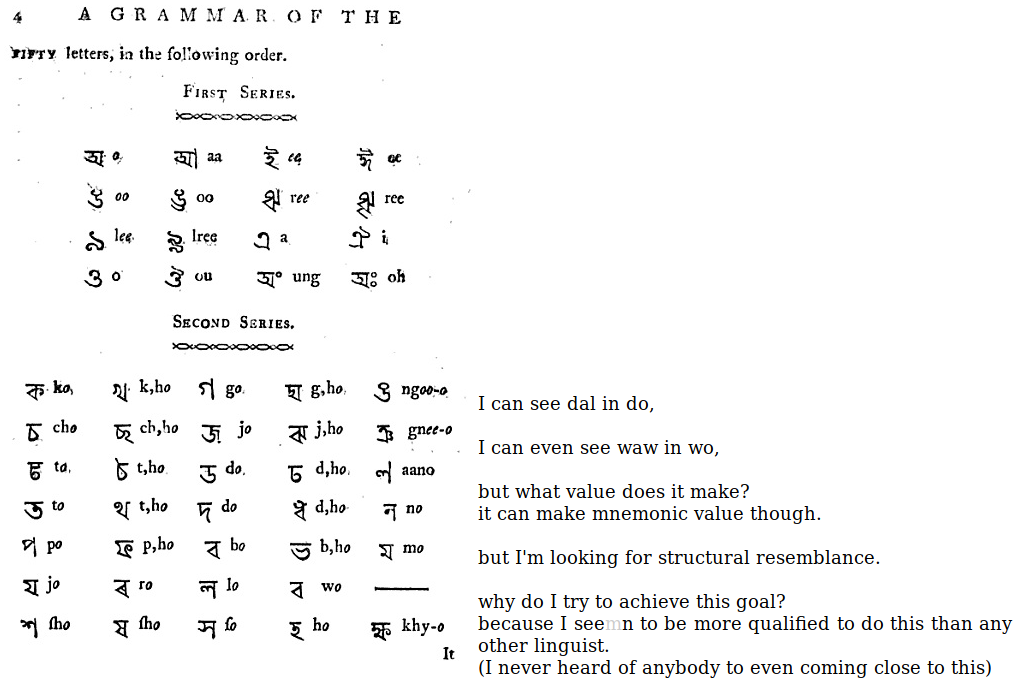 4 A GRAMMAR OF THE
FIFTY letters, in the following order.
FIRST SERIES.
অ o আ aa ই ee ঈ ee
উ oo ঊ oo ঋ ree ৠ ree
ঌ lee ৡ lree এ a ঐ i
ও o ঔ ou অং ung অঃ oh
SECOND SERIES.
ক ko, খ k,ho গ go ঘ g,ho ঙ ngoo-o
চ cho ছ ch,ho জ jo ঝ j,ho ঞ gnee-o
ট to ঠ t,ho ড do ঢ d,ho ণ aano
ত to থ t,ho দ do ধ d,ho ন no
প po ফ p,ho ব bo ভ b,ho ম mo
য jo ৰ ro ল lo ব wo
শ ſho ষ ſho স ſo হ ho ক্ষ khy-o
It
I can see dal in do,
I can even see waw in wo,
but what value does it make?
it can make mnemonic value though.
but I'm looking for structural resemblance.
why do I try to achieve this goal?
because I seemn to be more qualified to do this than any
other linguist.
(I never heard of anybody to even coming close to this)